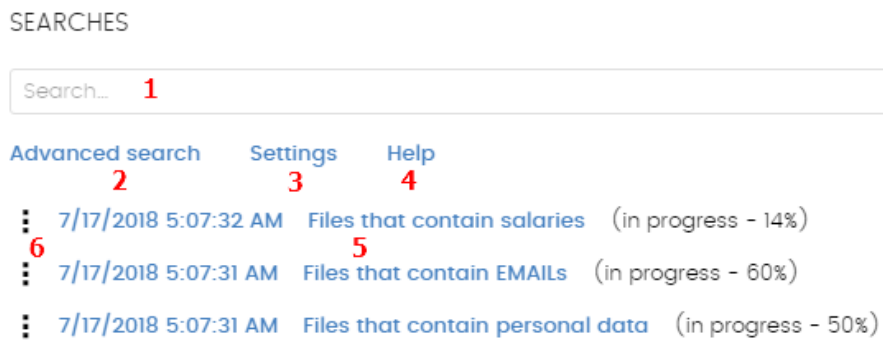 SEARCHES
Search... 1
Advanced search Settings Help
2 3 4
7/17/2018 5:07:32 AM Files that contain salaries (in progress - 14%)
6 5
7/17/2018 5:07:31 AM Files that contain EMAILs (in progress - 60%)
7/17/2018 5:07:31 AM Files that contain personal data (in progress - 50%)